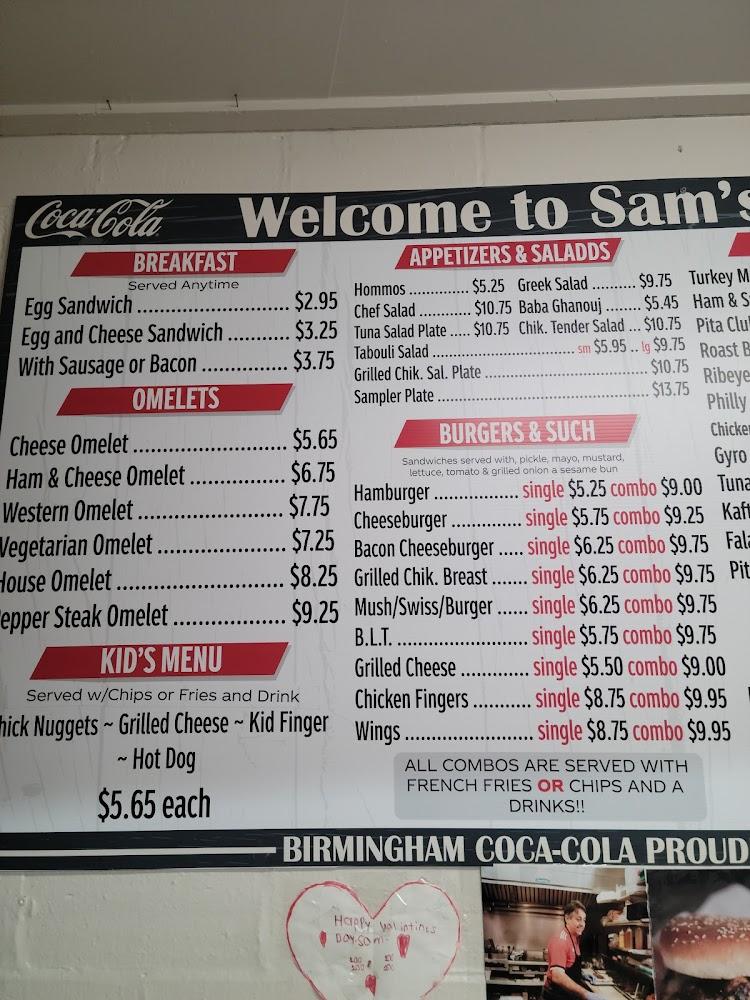 Coca-Cola Welcome to Sam's
BREAKFAST
Served Anytime
Egg Sandwich ........................ $2.95
Egg and Cheese Sandwich .......... $3.25
With Sausage or Bacon .............. $3.75
OMELETS
Cheese Omelet ........................ $5.65
Ham & Cheese Omelet .............. $6.75
Western Omelet ........................ $7.75
Vegetarian Omelet .................... $7.25
House Omelet .......................... $8.25
Pepper Steak Omelet ................ $9.25
KID'S MENU
Served w/Chips or Fries and Drink
hick Nuggets ~ Grilled Cheese ~ Kid Finger
~ Hot Dog
$5.65 each
APPETIZERS & SALADDS
Hommos .............. $5.25 Greek Salad .......... $9.75
Chef Salad ............ $10.75 Baba Ghanouj ........ $5.45
Tuna Salad Plate ..... $10.75 Chik. Tender Salad ... $10.75
Tabouli Salad .............................. sm $5.95 .. lg $9.75
Grilled Chik. Sal. Plate .................................. $10.75
Sampler Plate ............................................ $13.75
BURGERS & SUCH
Sandwiches served with, pickle, mayo, mustard,
lettuce, tomato & grilled onion a sesame bun
Hamburger ................. single $5.25 combo $9.00
Cheeseburger .............. single $5.75 combo $9.25
Bacon Cheeseburger ..... single $6.25 combo $9.75
Grilled Chik. Breast ....... single $6.25 combo $9.75
Mush/Swiss/Burger ...... single $6.25 combo $9.75
B.L.T. .......................... single $5.75 combo $9.75
Grilled Cheese ............. single $5.50 combo $9.00
Chicken Fingers ........... single $8.75 combo $9.95
Wings ......................... single $8.75 combo $9.95
ALL COMBOS ARE SERVED WITH
FRENCH FRIES OR CHIPS AND A
DRINKS!!
Turkey M
Ham & S
Pita Clu
Roast B
Ribeye
Philly
Chicken
Gyro
Tuna
Kaft
Fala
Pit
BIRMINGHAM COCA-COLA PROUD
Happy Valintines
Day Sam